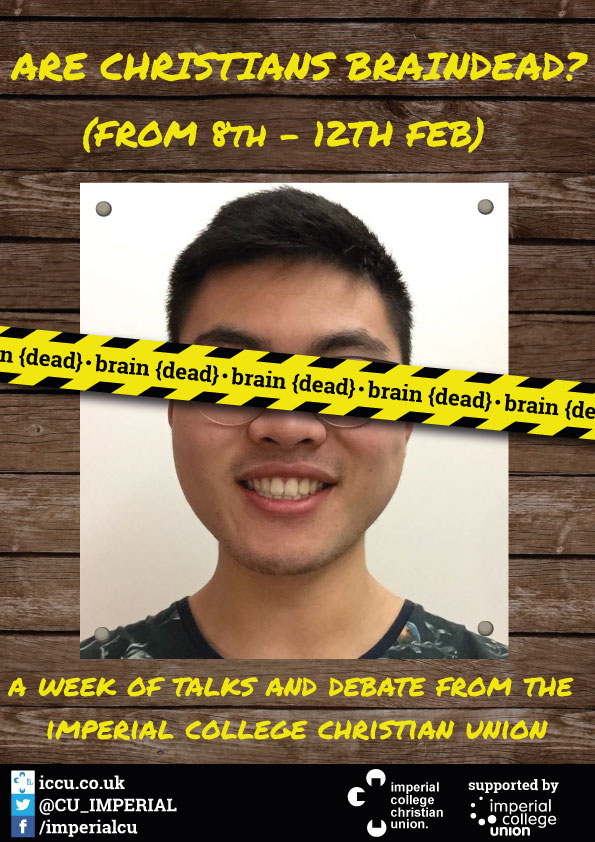 ARE CHRISTIANS BRAINDEAD?
(FROM 8TH – 12TH FEB)
n {dead} · brain {dead} · brain {dead} · brain {dead} · brain {de
A WEEK OF TALKS AND DEBATE FROM THE
IMPERIAL COLLEGE CHRISTIAN UNION
iccu.co.uk
@CU_IMPERIAL
/imperialcu
imperial
college
christian
union.
supported by
imperial
college
union